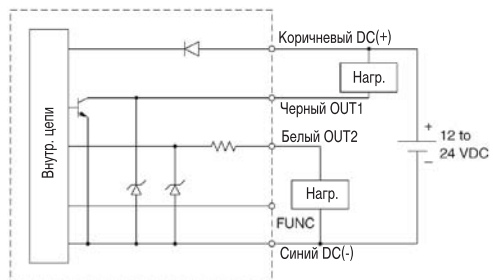 Коричневый DC(+)
Нагр.
Черный OUT1
Белый OUT2
+
12 to
24 VDC
−
Внутр. цепи
Нагр.
FUNC
Синий DC(-)